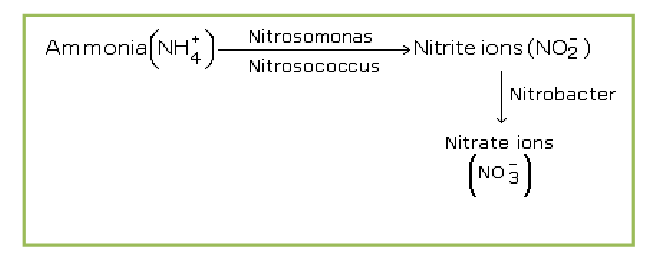 Nitrosomonas
Ammonia(NH₄⁺) → Nitrite ions (NO₂⁻)
Nitrosococcus
Nitrobacter
Nitrate ions
(NO₃⁻)